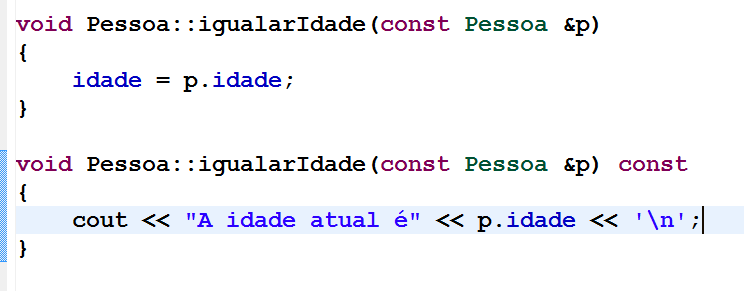 void Pessoa::igualarIdade(const Pessoa &p)
{
    idade = p.idade;
}

void Pessoa::igualarIdade(const Pessoa &p) const
{
    cout << "A idade atual é" << p.idade << '\n';
}